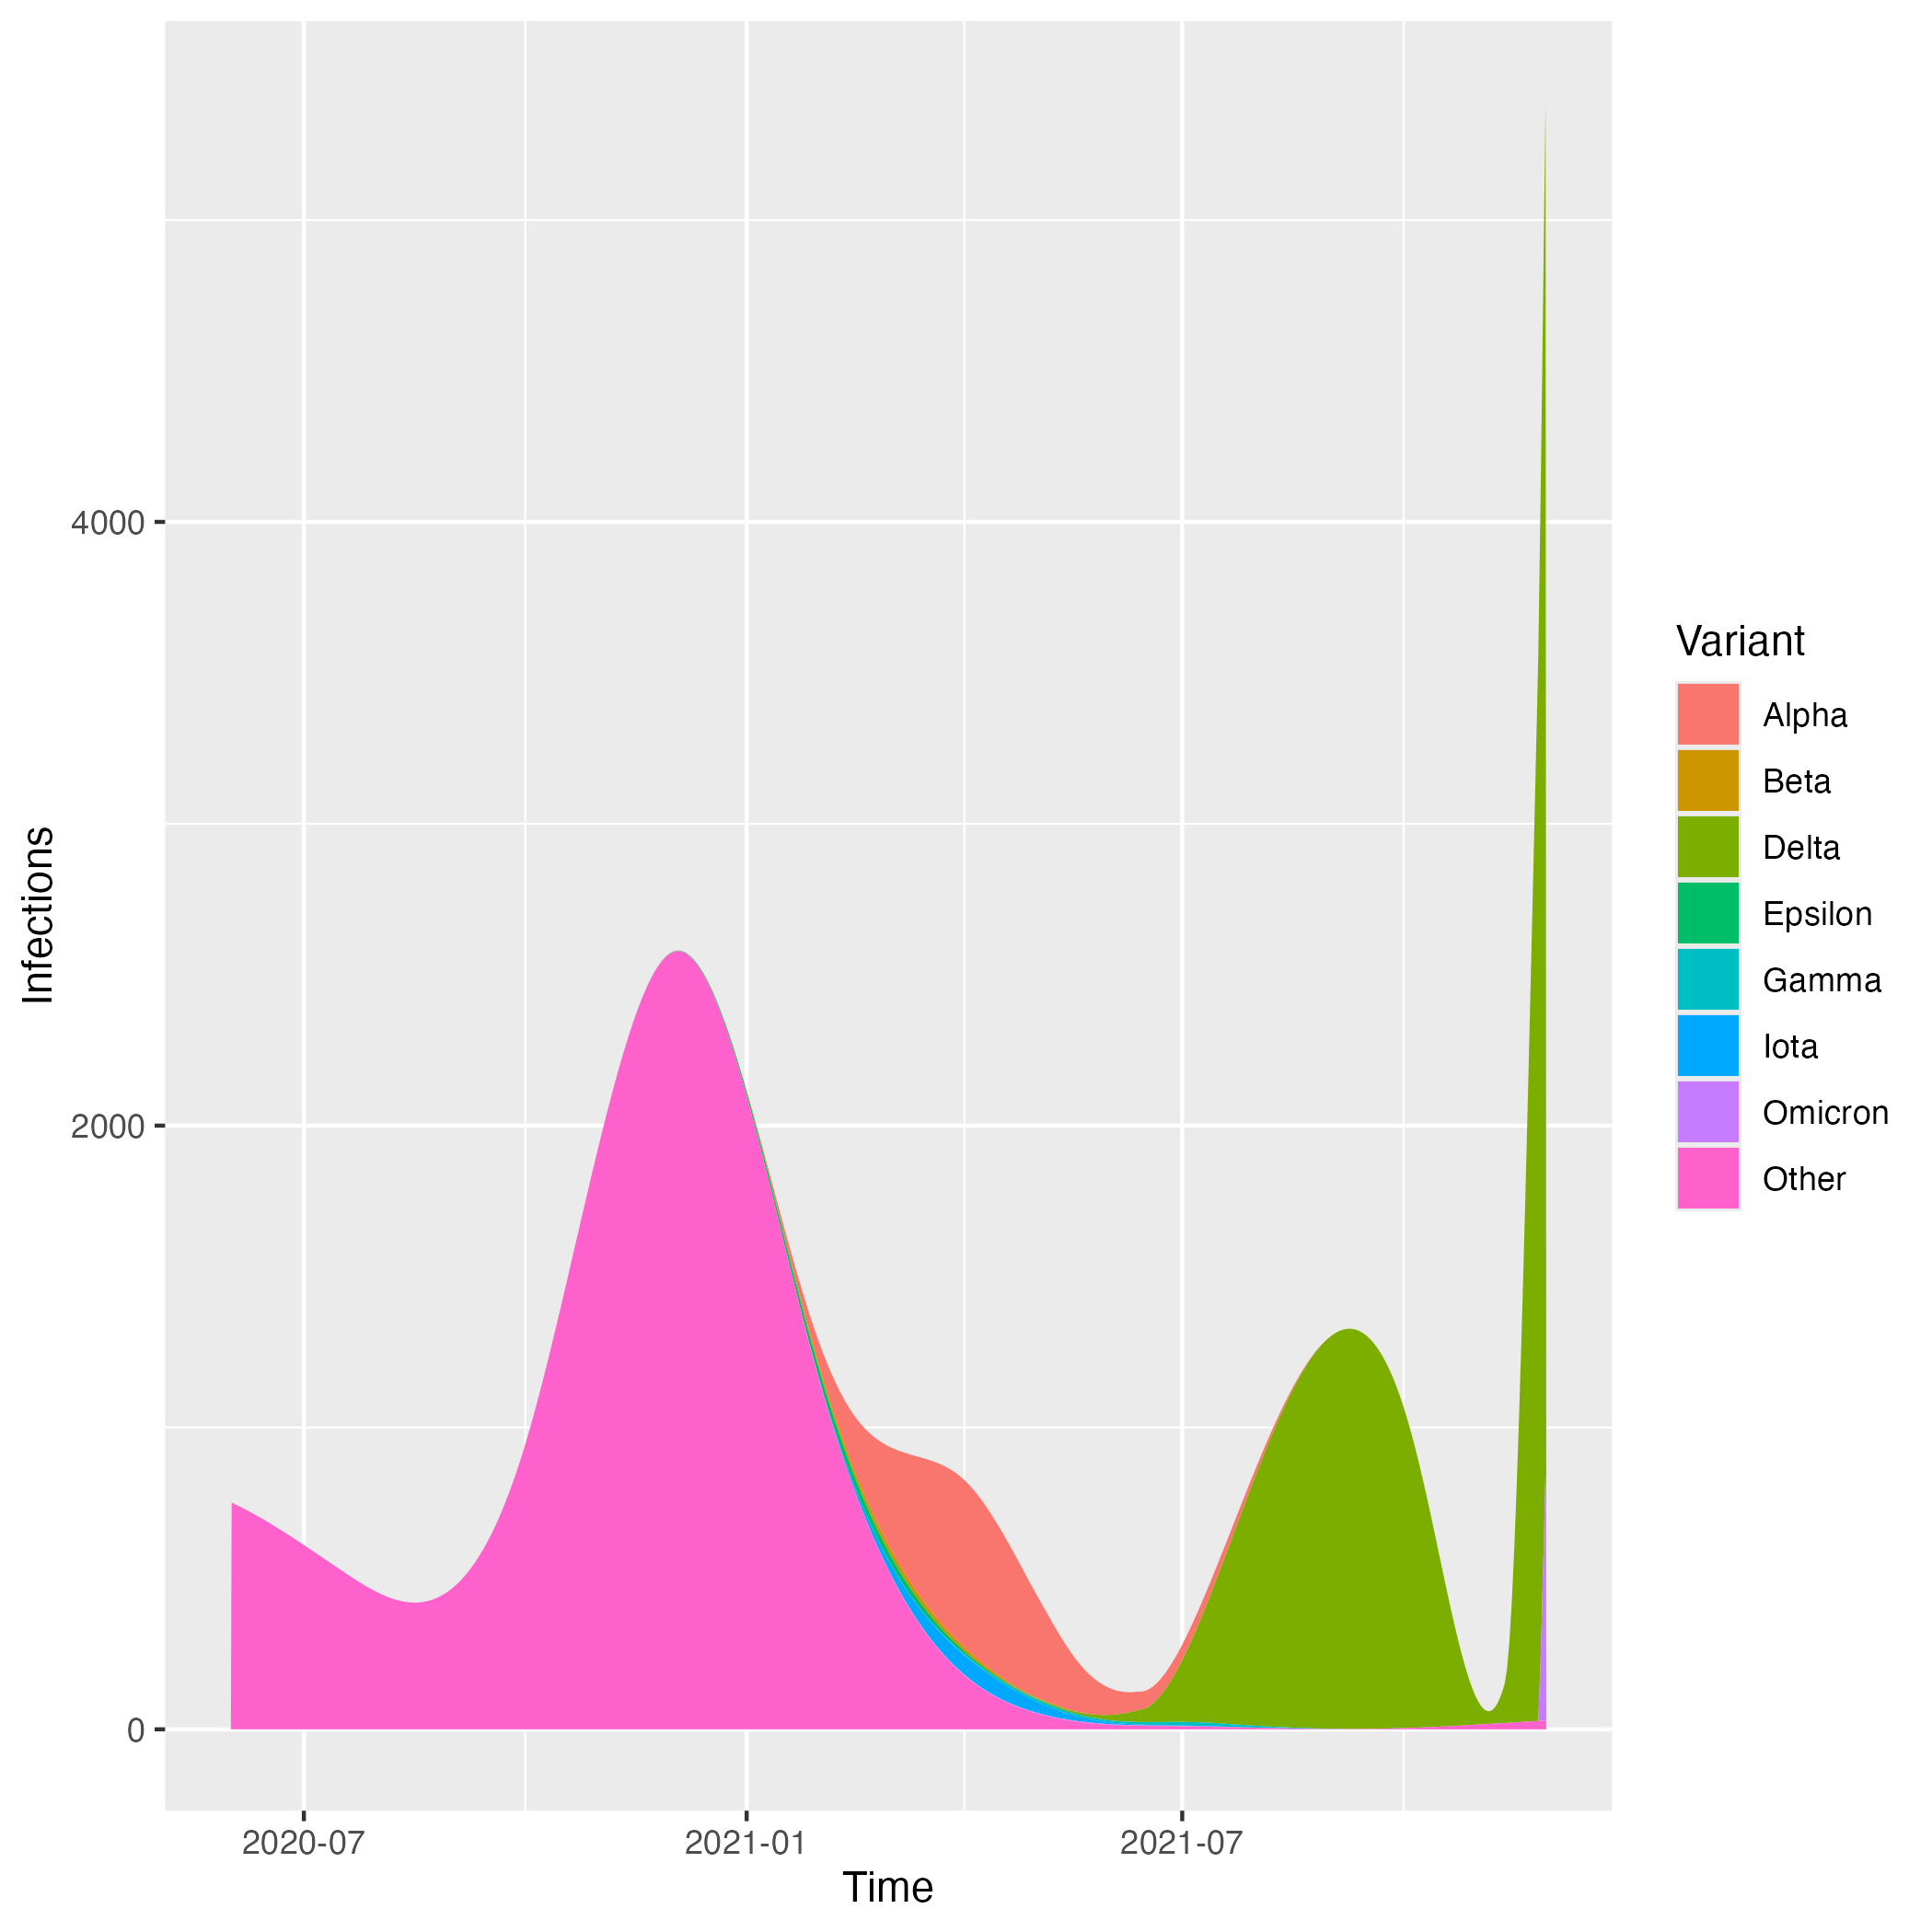 Infections
4000
2000
0
2020-07
2021-01
2021-07
Time
Variant
Alpha
Beta
Delta
Epsilon
Gamma
Iota
Omicron
Other